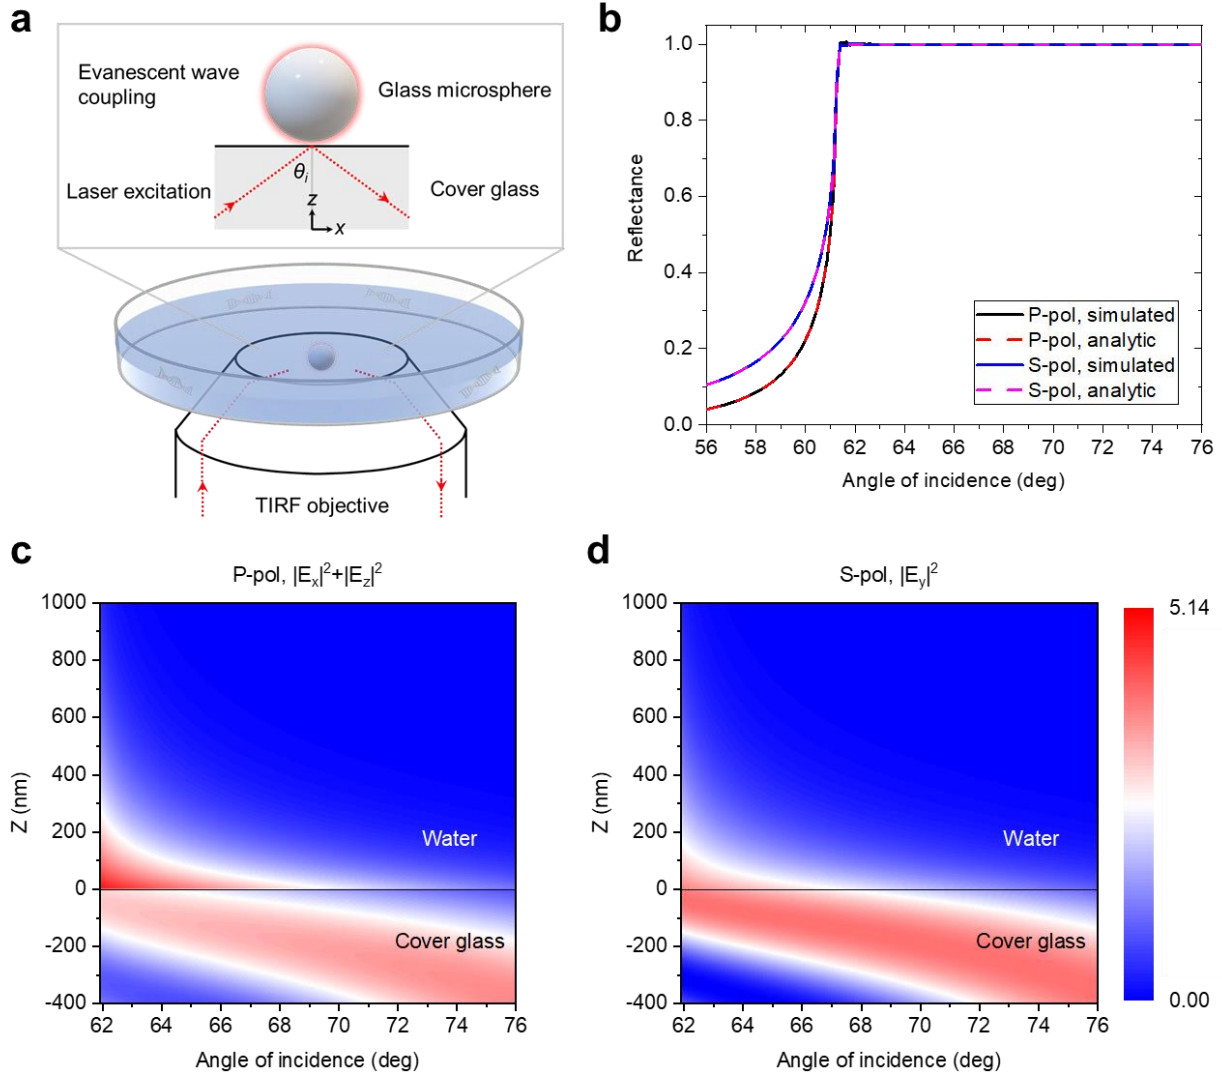 a
Evanescent wave
coupling
Glass microsphere
θi
Laser excitation
Cover glass
z
x
TIRF objective
b
1.0
0.8
0.6
0.4
0.2
0.0
Reflectance
P-pol, simulated
P-pol, analytic
S-pol, simulated
S-pol, analytic
56 58 60 62 64 66 68 70 72 74 76
Angle of incidence (deg)
c
P-pol, |Ex|²+|Ez|²
1000
800
600
400
200
0
-200
-400
Z (nm)
Water
Cover glass
62 64 66 68 70 72 74 76
Angle of incidence (deg)
d
S-pol, |Ey|²
1000
800
600
400
200
0
-200
-400
Z (nm)
Water
Cover glass
62 64 66 68 70 72 74 76
Angle of incidence (deg)
5.14
0.00